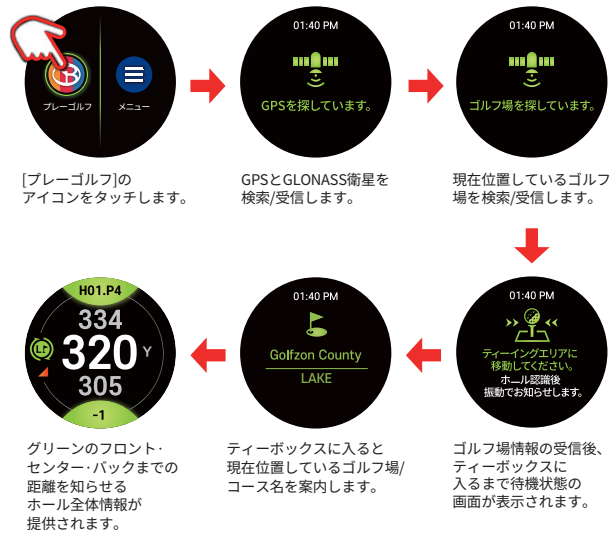 プレーゴルフ
メニュー
[プレーゴルフ]の
アイコンをタッチします。
01:40 PM
GPSを探しています。
GPSとGLONASS衛星を
検索/受信します。
01:40 PM
ゴルフ場を探しています。
現在位置しているゴルフ
場を検索/受信します。
01:40 PM
ティーイングエリアに
移動してください。
ホール認識後
振動でお知らせします。
ゴルフ場情報の受信後、
ティーボックスに
入るまで待機状態の
画面が表示されます。
01:40 PM
Golfzon County
LAKE
ティーボックスに入ると
現在位置しているゴルフ場/
コース名を案内します。
H01.P4
334
Lr
320 Y
305
-1
グリーンのフロント·
センター·バックまでの
距離を知らせる
ホール全体情報が
提供されます。